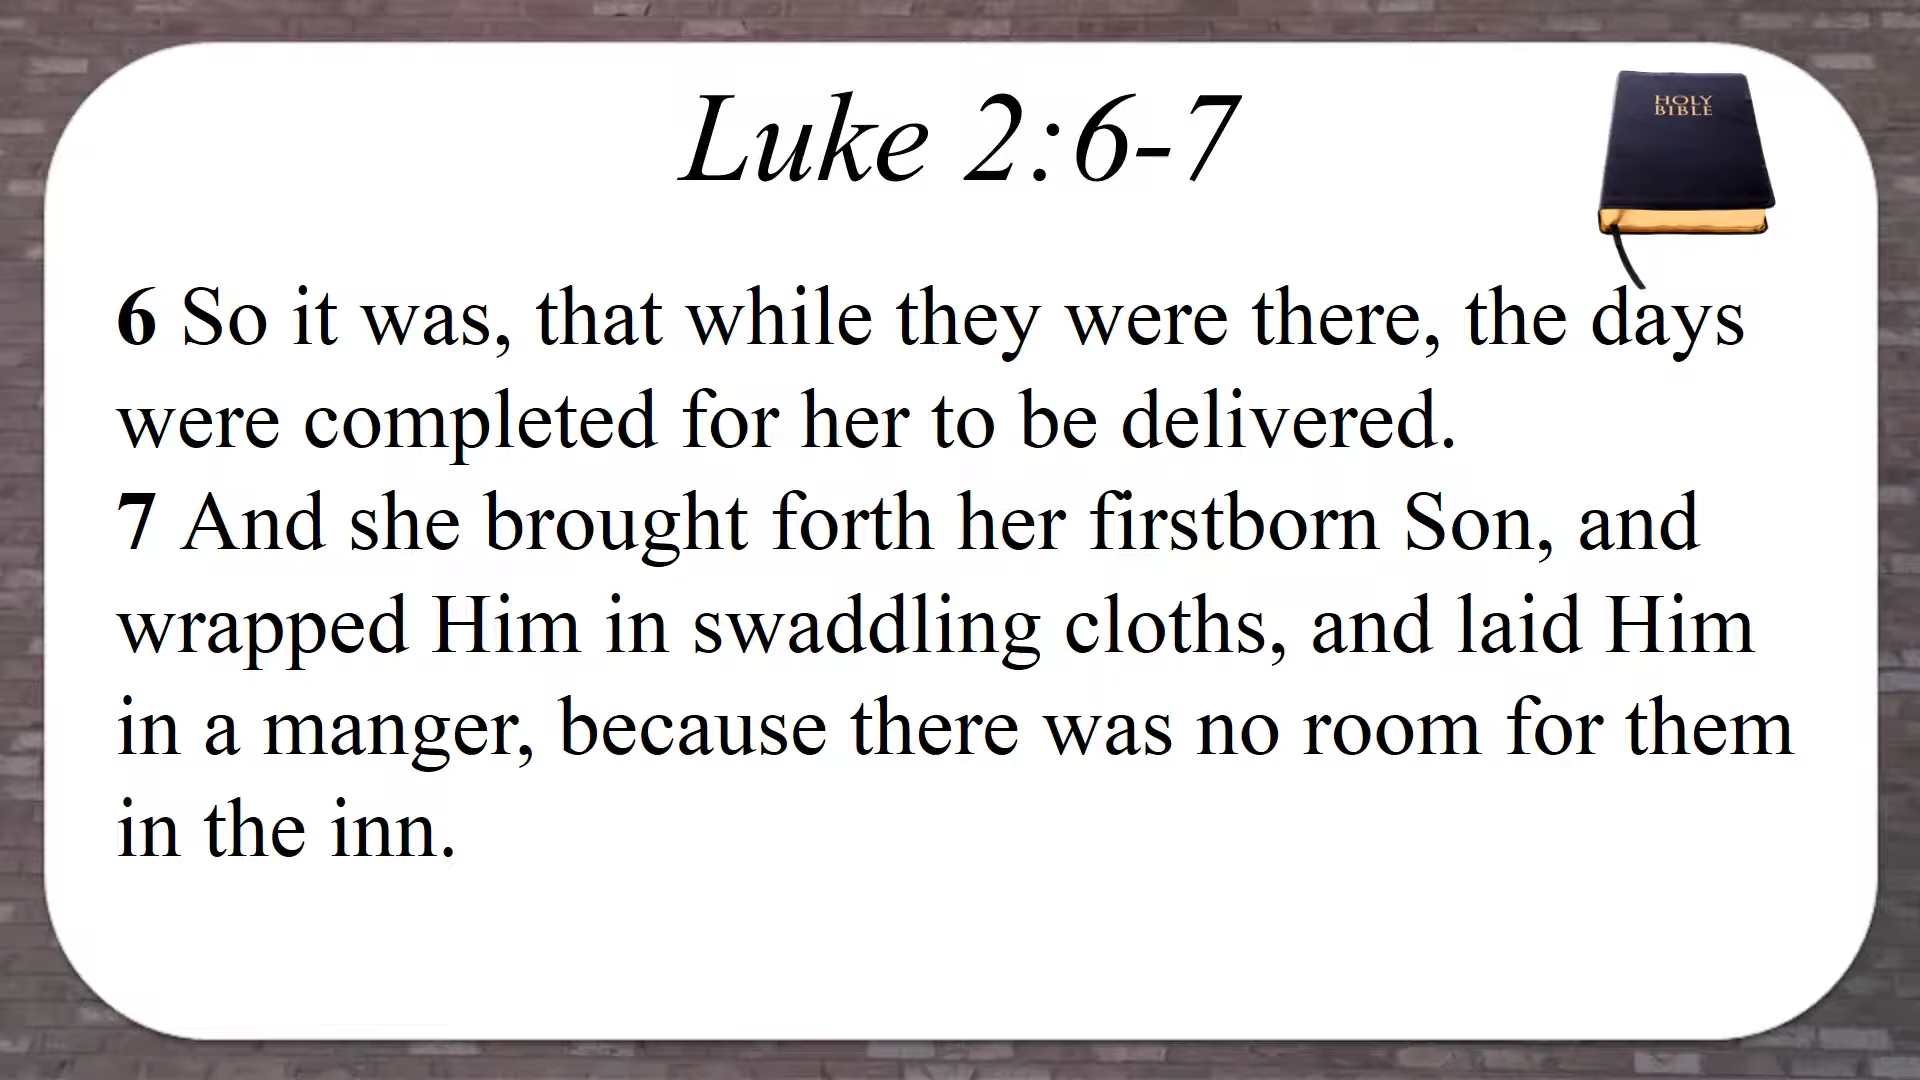 Luke 2:6-7
HOLY
BIBLE
6 So it was, that while they were there, the days
were completed for her to be delivered.
7 And she brought forth her firstborn Son, and
wrapped Him in swaddling cloths, and laid Him
in a manger, because there was no room for them
in the inn.